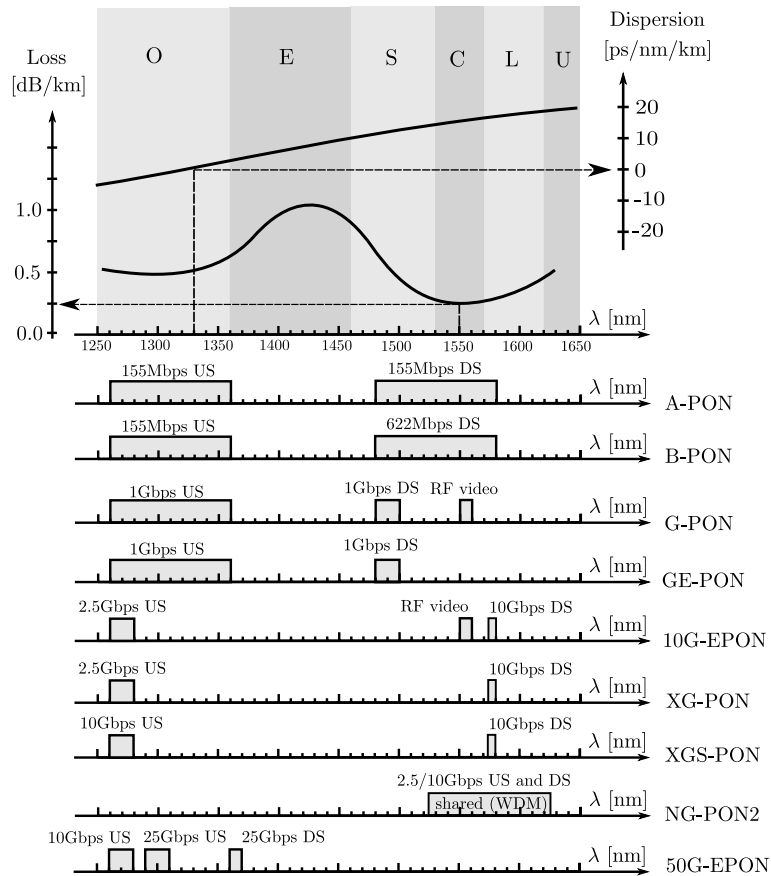 Dispersion
[ps/nm/km]
Loss
[dB/km]
O E S C L U
20
10
0
-10
-20
1.0
0.5
0.0
λ [nm]
1250 1300 1350 1400 1450 1500 1550 1600 1650
155Mbps US 155Mbps DS λ [nm]
A-PON
155Mbps US 622Mbps DS λ [nm]
B-PON
1Gbps US 1Gbps DS RF video λ [nm]
G-PON
1Gbps US 1Gbps DS λ [nm]
GE-PON
2.5Gbps US RF video 10Gbps DS λ [nm]
10G-EPON
2.5Gbps US 10Gbps DS λ [nm]
XG-PON
10Gbps US 10Gbps DS λ [nm]
XGS-PON
2.5/10Gbps US and DS λ [nm]
shared (WDM)
NG-PON2
10Gbps US 25Gbps US 25Gbps DS λ [nm]
50G-EPON